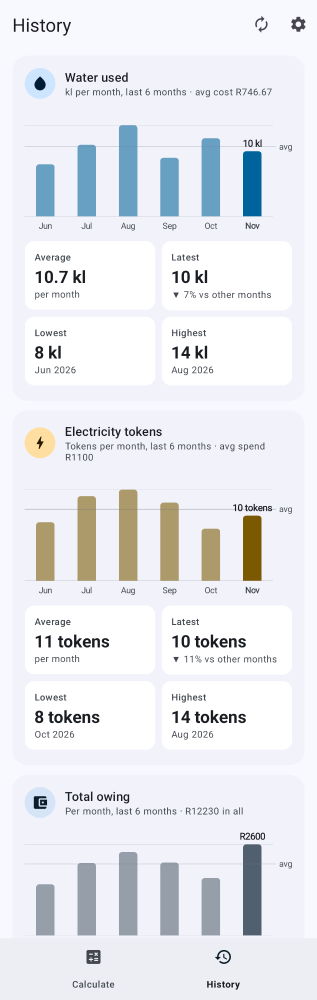 History
Water used
kl per month, last 6 months · avg cost R746.67
10 kl
avg
Jun Jul Aug Sep Oct Nov
Average
10.7 kl
per month
Latest
10 kl
▼ 7% vs other months
Lowest
8 kl
Jun 2026
Highest
14 kl
Aug 2026
Electricity tokens
Tokens per month, last 6 months · avg spend
R1100
10 tokens
avg
Jun Jul Aug Sep Oct Nov
Average
11 tokens
per month
Latest
10 tokens
▼ 11% vs other months
Lowest
8 tokens
Oct 2026
Highest
14 tokens
Aug 2026
Total owing
Per month, last 6 months · R12230 in all
R2600
avg
Calculate
History